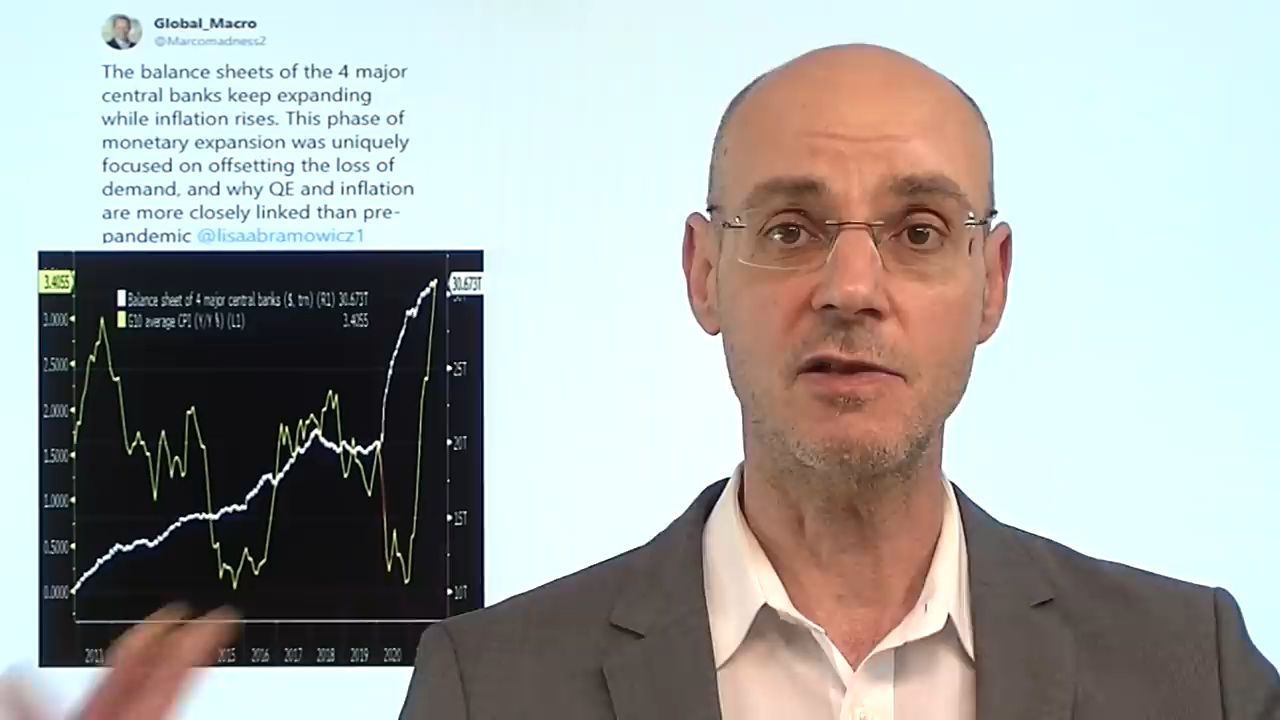 Global_Macro
@Marcomadness2
The balance sheets of the 4 major
central banks keep expanding
while inflation rises. This phase of
monetary expansion was uniquely
focused on offsetting the loss of
demand, and why QE and inflation
are more closely linked than pre-
pandemic @lisaabramowicz1
3.4055
30.673T
Balance sheet of 4 major central banks ($, trn) (R1) 30.673T
G10 average CPI (Y/Y %) (L1) 3.4055
3.0000
2.5000
25T
2.0000
20T
1.5000
1.0000
15T
0.5000
0.0000
10T
2015 2016 2017 2018 2019 2020